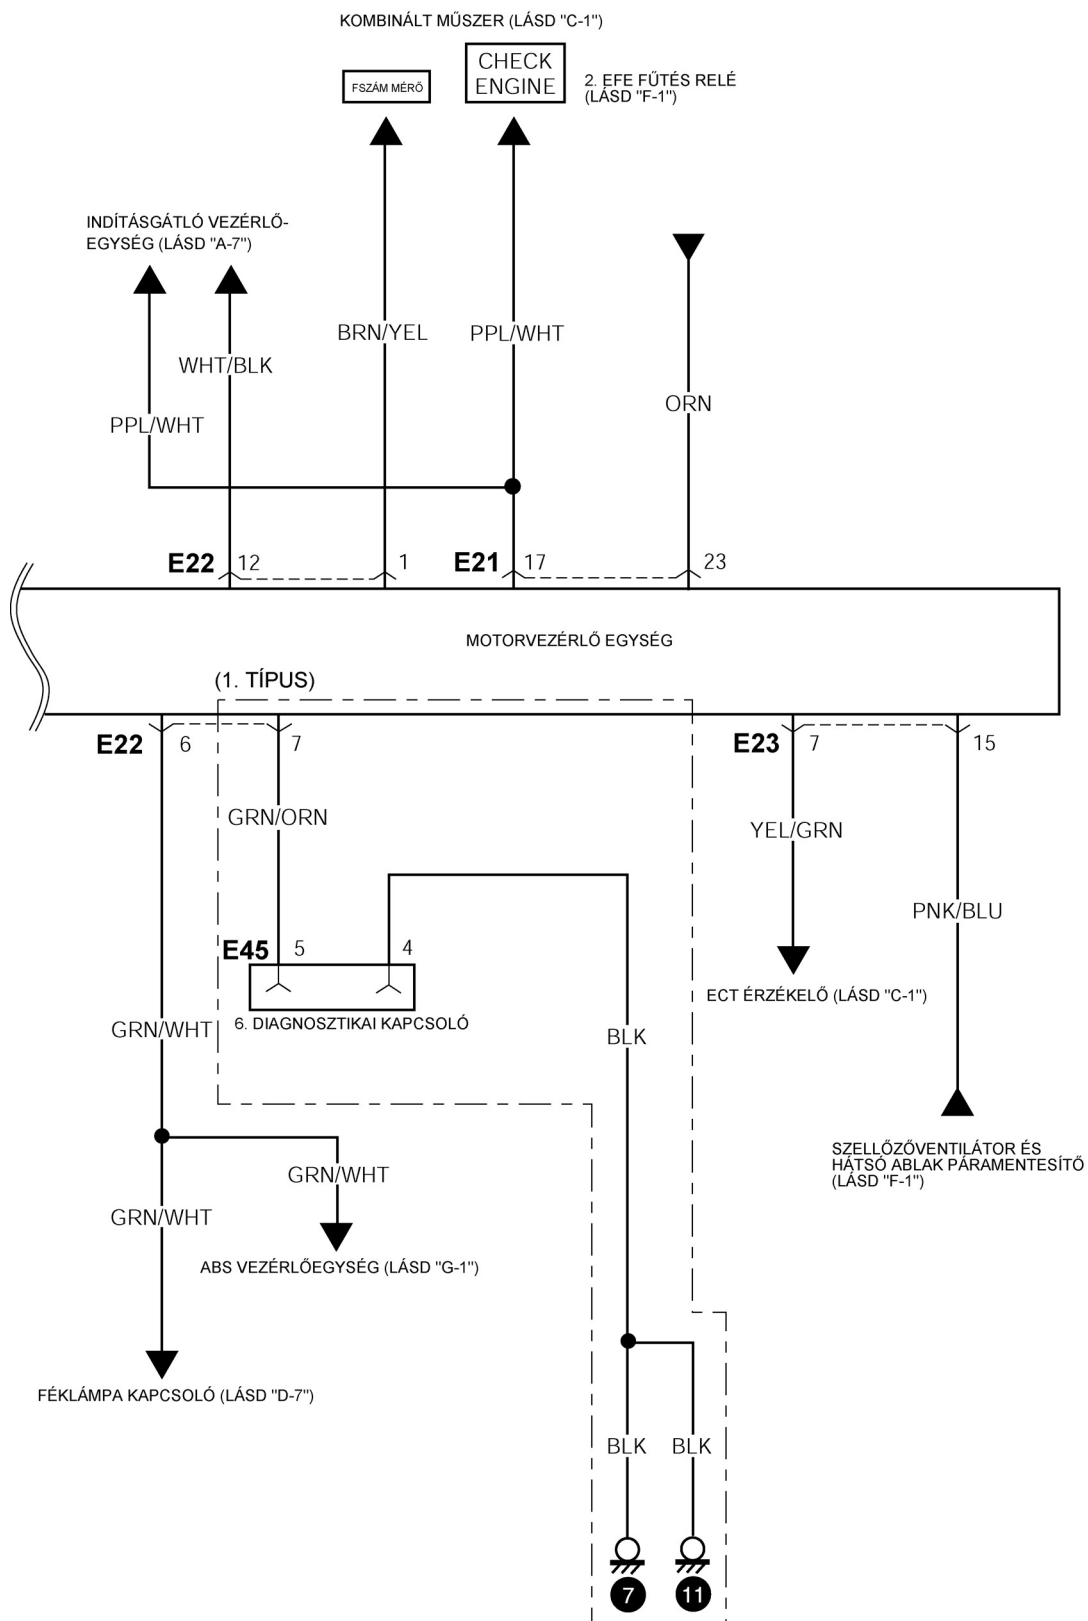 KOMBINÁLT MŰSZER (LÁSD "C-1")
FSZÁM MÉRŐ
CHECK
ENGINE
2. EFE FŰTÉS RELÉ
(LÁSD "F-1")
INDÍTÁSGÁTLÓ VEZÉRLŐ-
EGYSÉG (LÁSD "A-7")
BRN/YEL
PPL/WHT
WHT/BLK
ORN
PPL/WHT
E22 12
1
E21 17
23
MOTORVEZÉRLŐ EGYSÉG
(1. TÍPUS)
E22 6
7
E23 7
15
GRN/ORN
YEL/GRN
PNK/BLU
E45 5
4
ECT ÉRZÉKELŐ (LÁSD "C-1")
6. DIAGNOSZTIKAI KAPCSOLÓ
GRN/WHT
BLK
SZELLŐZŐVENTILÁTOR ÉS
HÁTSÓ ABLAK PÁRAMENTESÍTŐ
(LÁSD "F-1")
GRN/WHT
GRN/WHT
ABS VEZÉRLŐEGYSÉG (LÁSD "G-1")
FÉKLÁMPA KAPCSOLÓ (LÁSD "D-7")
BLK
BLK
7
11